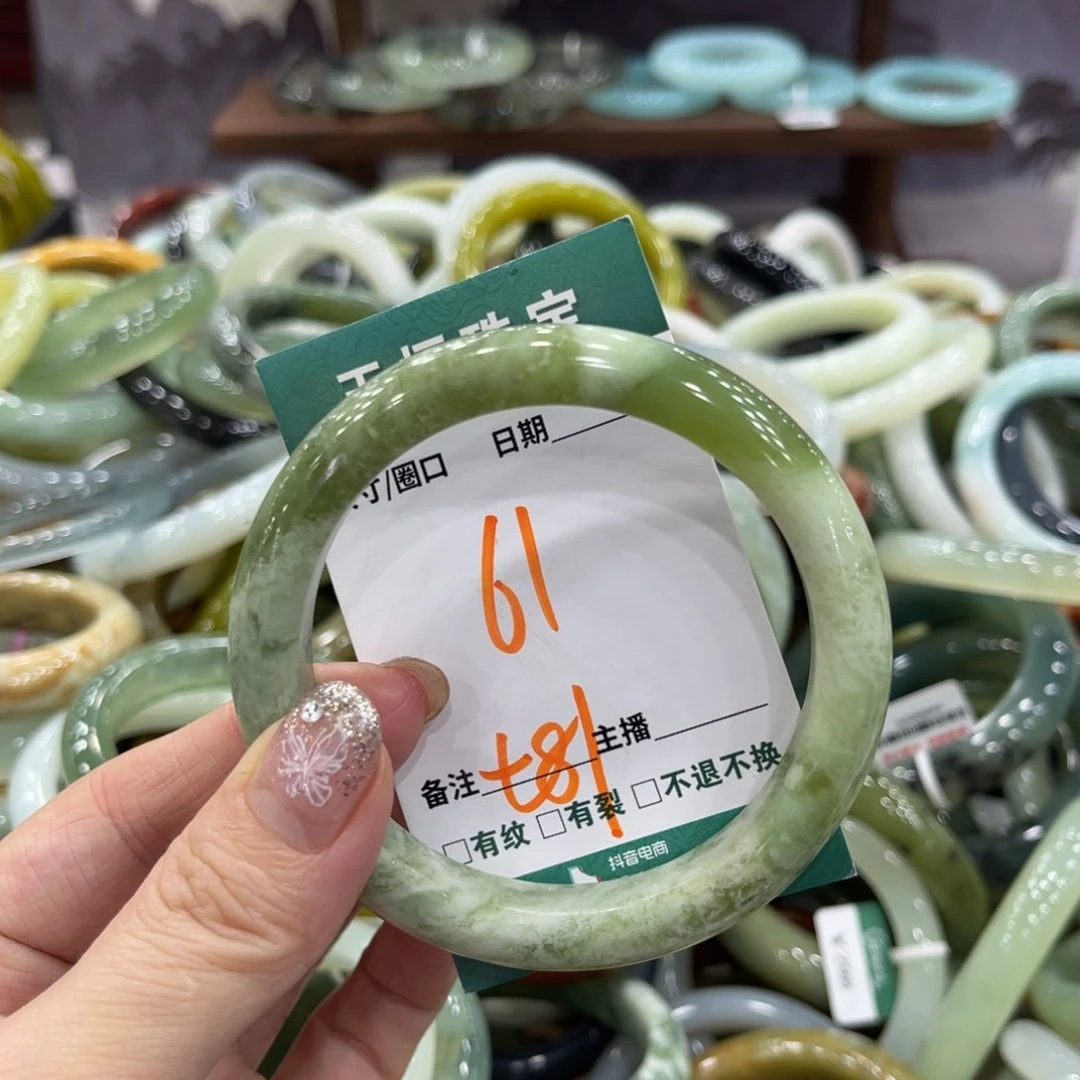 日期
寸/圈口
61
主播
备注 t81
□有纹 □有裂 □不退不换
抖音电商